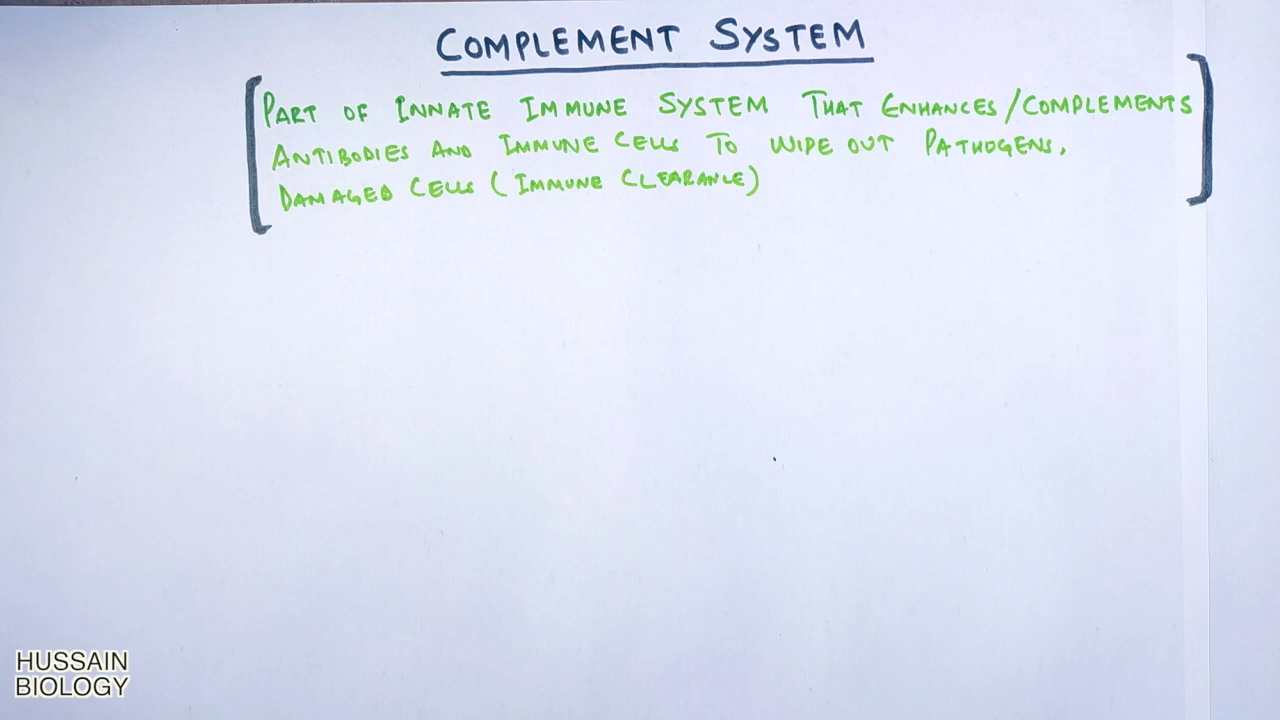 COMPLEMENT SYSTEM
PART OF INNATE IMMUNE SYSTEM THAT ENHANCES/COMPLEMENTS
ANTIBODIES AND IMMUNE CELLS TO WIPE OUT PATHOGENS,
DAMAGED CELLS (IMMUNE CLEARANCE)
HUSSAIN
BIOLOGY